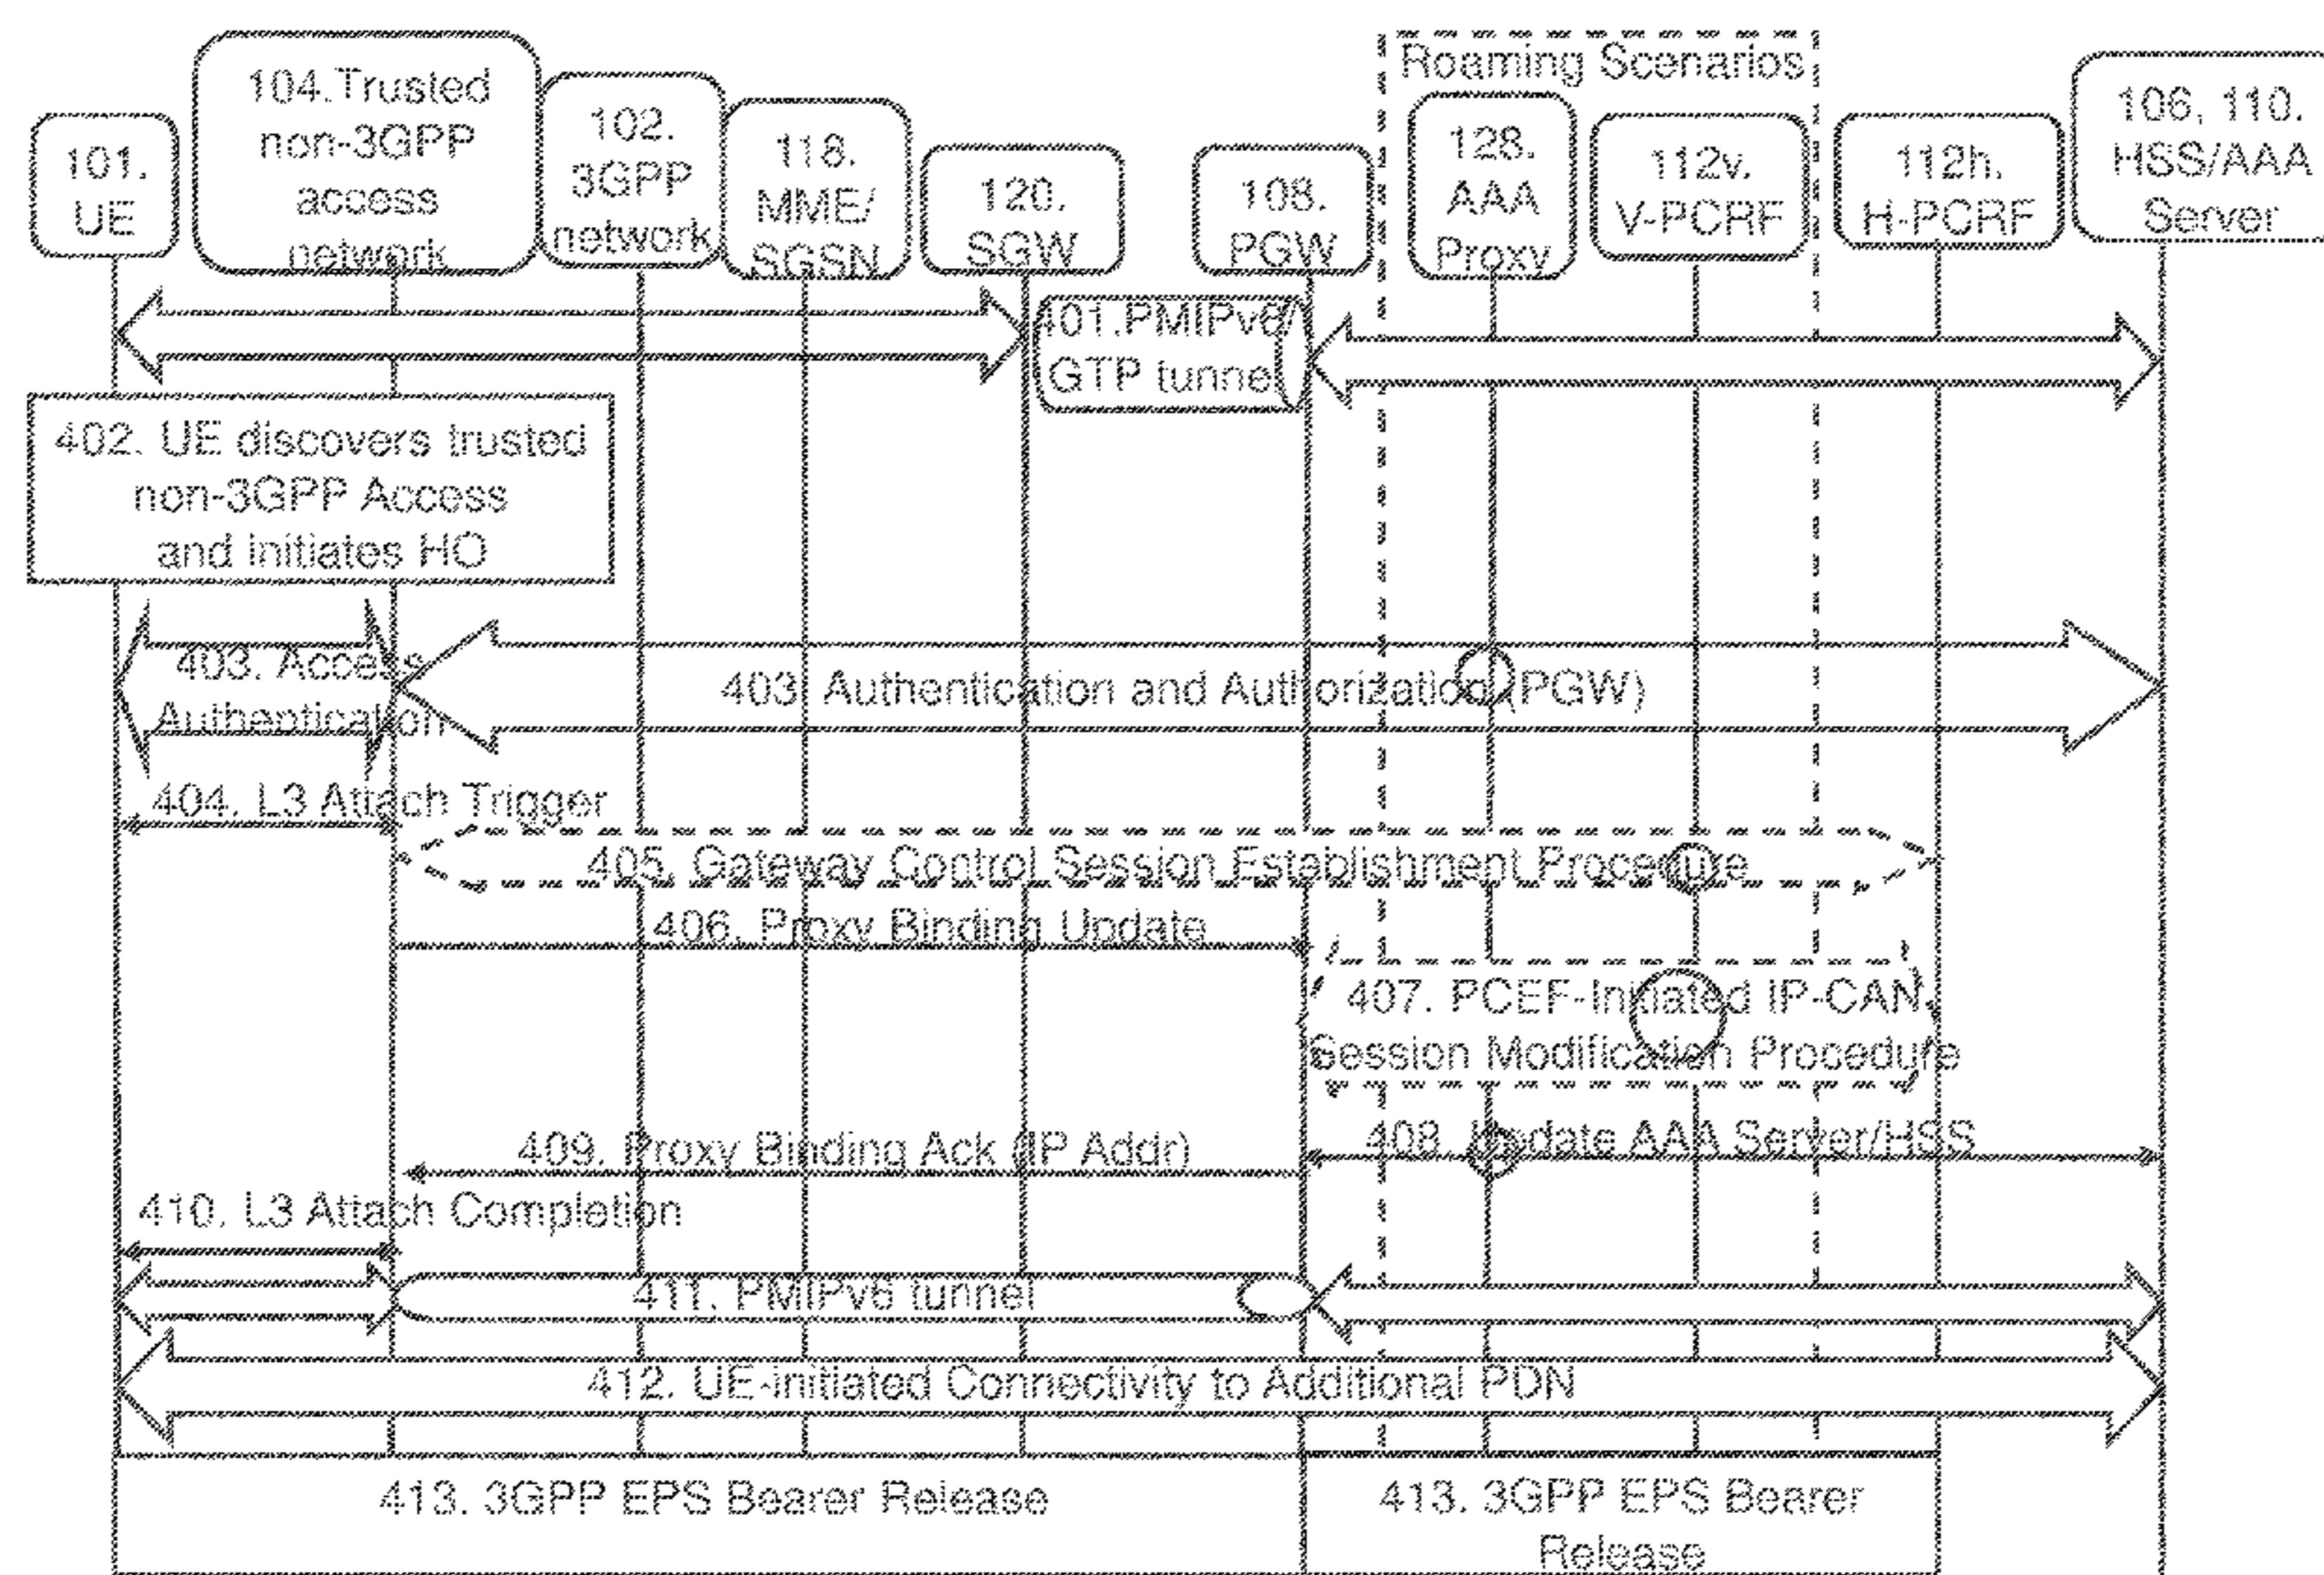 Roaming Scenarios
101.
UE
104.Trusted
non-3GPP
access
network
102.
3GPP
network
118.
MME/
SGSN
120.
SGW
108.
PGW
128.
AAA
Proxy
112v.
V-PCRF
112h.
H-PCRF
106, 110.
HSS/AAA
Server
401.PMIPv6/
GTP tunnel
402. UE discovers trusted
non-3GPP Access
and initiates HO
403. Access
Authentication
403. Authentication and Authorization (PGW)
404. L3 Attach Trigger
405. Gateway Control Session Establishment Procedure
406. Proxy Binding Update
407. PCEF-Initiated IP-CAN
Session Modification Procedure
408. Update AAA Server/HSS
409. Proxy Binding Ack (IP Addr)
410. L3 Attach Completion
411. PMIPv6 tunnel
412. UE-initiated Connectivity to Additional PDN
413. 3GPP EPS Bearer Release
413. 3GPP EPS Bearer
Release